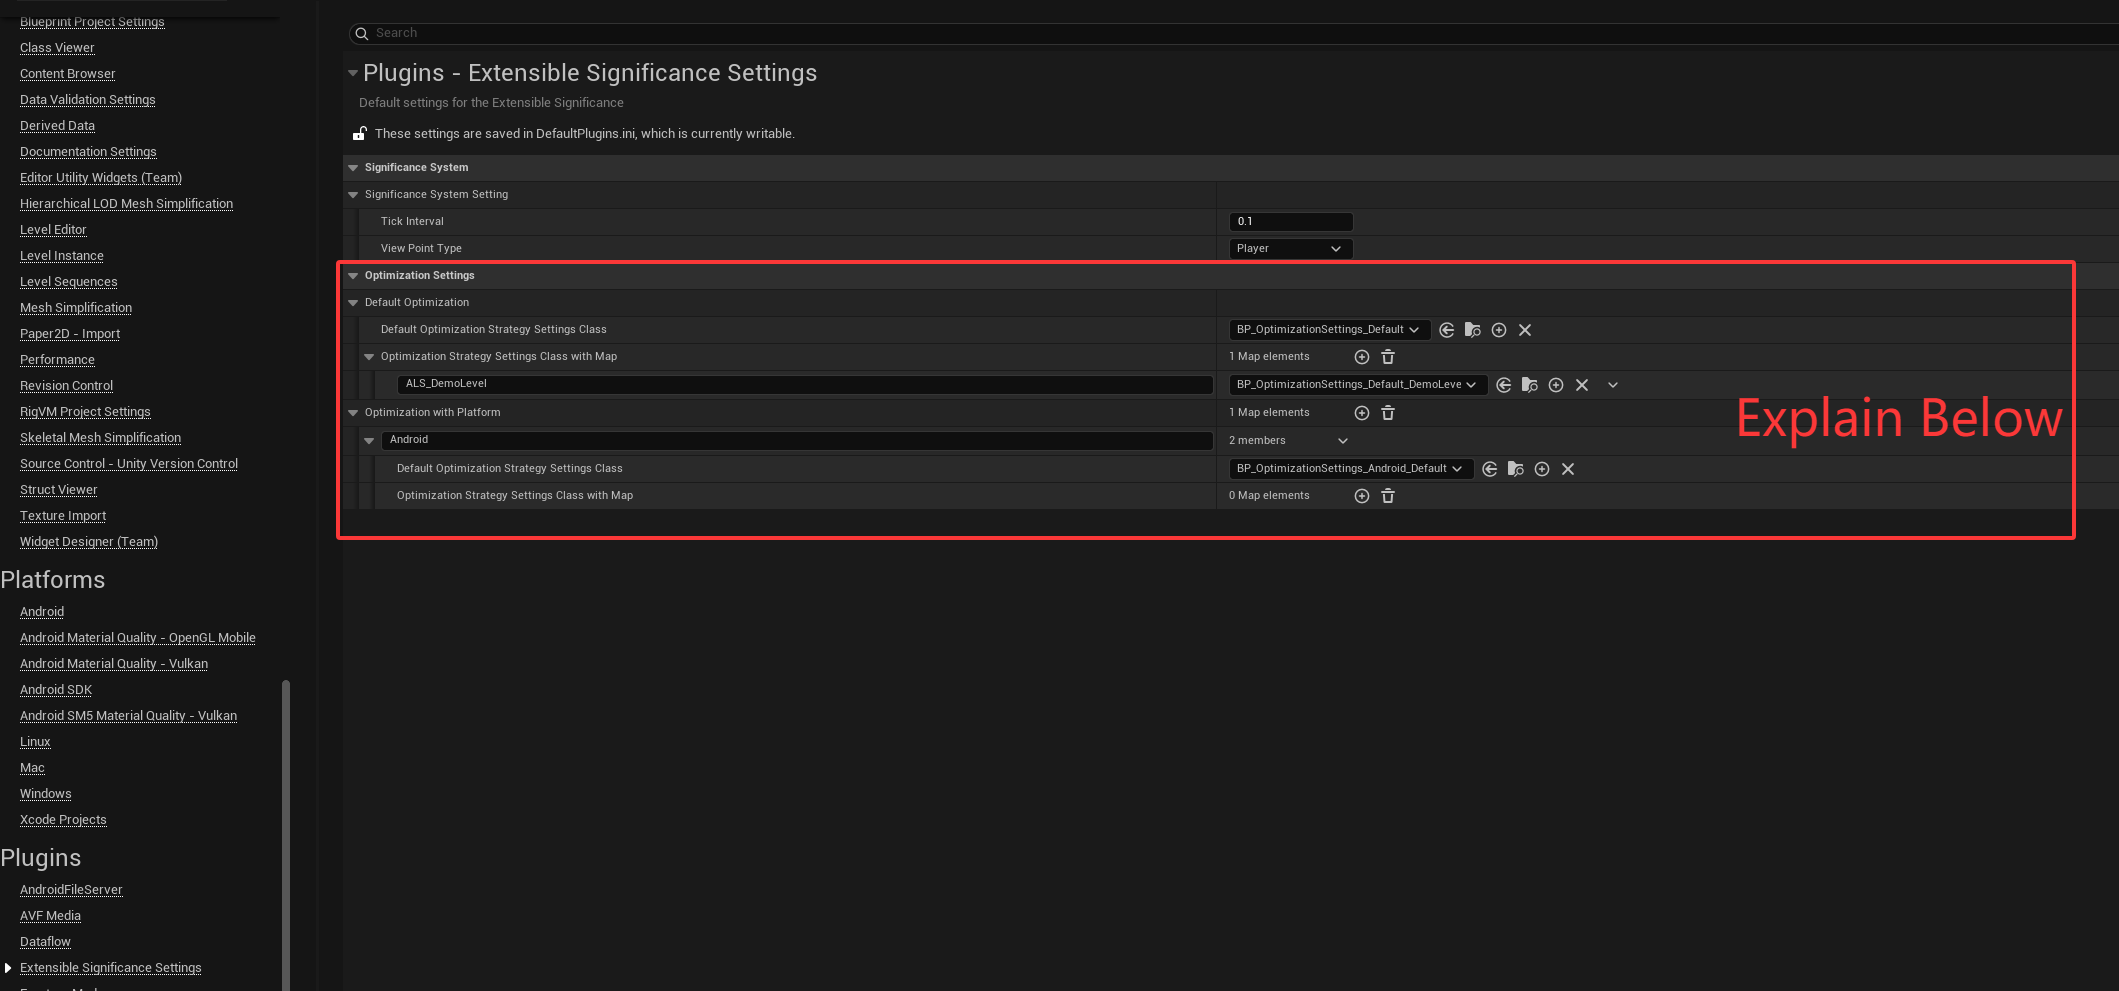 Blueprint Project Settings
Class Viewer
Content Browser
Data Validation Settings
Derived Data
Documentation Settings
Editor Utility Widgets (Team)
Hierarchical LOD Mesh Simplification
Level Editor
Level Instance
Level Sequences
Mesh Simplification
Paper2D - Import
Performance
Revision Control
RigVM Project Settings
Skeletal Mesh Simplification
Source Control - Unity Version Control
Struct Viewer
Texture Import
Widget Designer (Team)
Platforms
Android
Android Material Quality - OpenGL Mobile
Android Material Quality - Vulkan
Android SDK
Android SM5 Material Quality - Vulkan
Linux
Mac
Windows
Xcode Projects
Plugins
AndroidFileServer
AVF Media
Dataflow
Extensible Significance Settings
Search
Plugins - Extensible Significance Settings
Default settings for the Extensible Significance
These settings are saved in DefaultPlugins.ini, which is currently writable.
Significance System
Significance System Setting
Tick Interval 0.1
View Point Type Player
Optimization Settings
Default Optimization
Default Optimization Strategy Settings Class BP_OptimizationSettings_Default
Optimization Strategy Settings Class with Map 1 Map elements
ALS_DemoLevel BP_OptimizationSettings_Default_DemoLeve
Optimization with Platform 1 Map elements
Explain Below
Android 2 members
Default Optimization Strategy Settings Class BP_OptimizationSettings_Android_Default
Optimization Strategy Settings Class with Map 0 Map elements